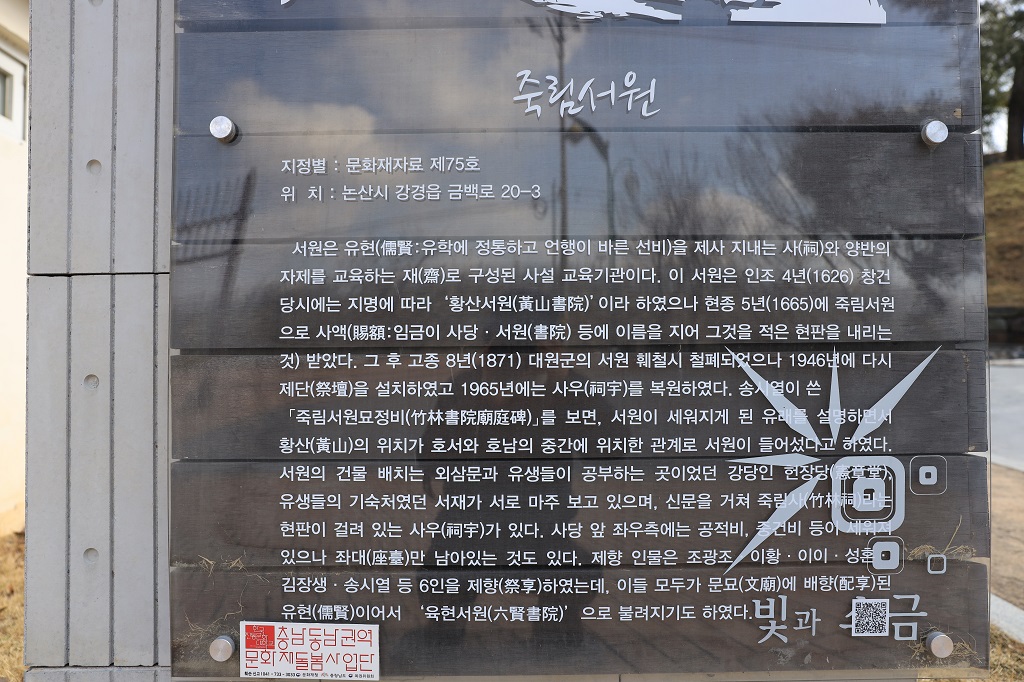 죽림서원
지정별 : 문화재자료 제75호
위 치 : 논산시 강경읍 금백로 20-3
서원은 유현(儒賢:유학에 정통하고 언행이 바른 선비)을 제사 지내는 사(祠)와 양반의
자제를 교육하는 재(齋)로 구성된 사설 교육기관이다. 이 서원은 인조 4년(1626) 창건
당시에는 지명에 따라 ‘황산서원(黃山書院)’이라 하였으나 현종 5년(1665)에 죽림서원
으로 사액(賜額:임금이 사당·서원(書院) 등에 이름을 지어 그것을 적은 현판을 내리는
것) 받았다. 그 후 고종 8년(1871) 대원군의 서원 훼철시 철폐되었으나 1946년에 다시
제단(祭壇)을 설치하였고 1965년에는 사우(祠宇)를 복원하였다. 송시열이 쓴
「죽림서원묘정비(竹林書院廟庭碑)」를 보면, 서원이 세워지게 된 유래를 설명하면서
황산(黃山)의 위치가 호서와 호남의 중간에 위치한 관계로 서원이 들어섰다고 하였다.
서원의 건물 배치는 외삼문과 유생들이 공부하는 곳이었던 강당인 헌장당(憲章堂),
유생들의 기숙처였던 서재가 서로 마주 보고 있으며, 신문을 거쳐 죽림사(竹林祠)라는
현판이 걸려 있는 사우(祠宇)가 있다. 사당 앞 좌우측에는 공적비, 중건비 등이 세워져
있으나 좌대(座臺)만 남아있는 것도 있다. 제향 인물은 조광조·이황·이이·성혼·
김장생·송시열 등 6인을 제향(祭享)하였는데, 이들 모두가 문묘(文廟)에 배향(配享)된
유현(儒賢)이어서 ‘육현서원(六賢書院)’으로 불려지기도 하였다.
빛과 금
충남동남권역
문화재돌봄사업단